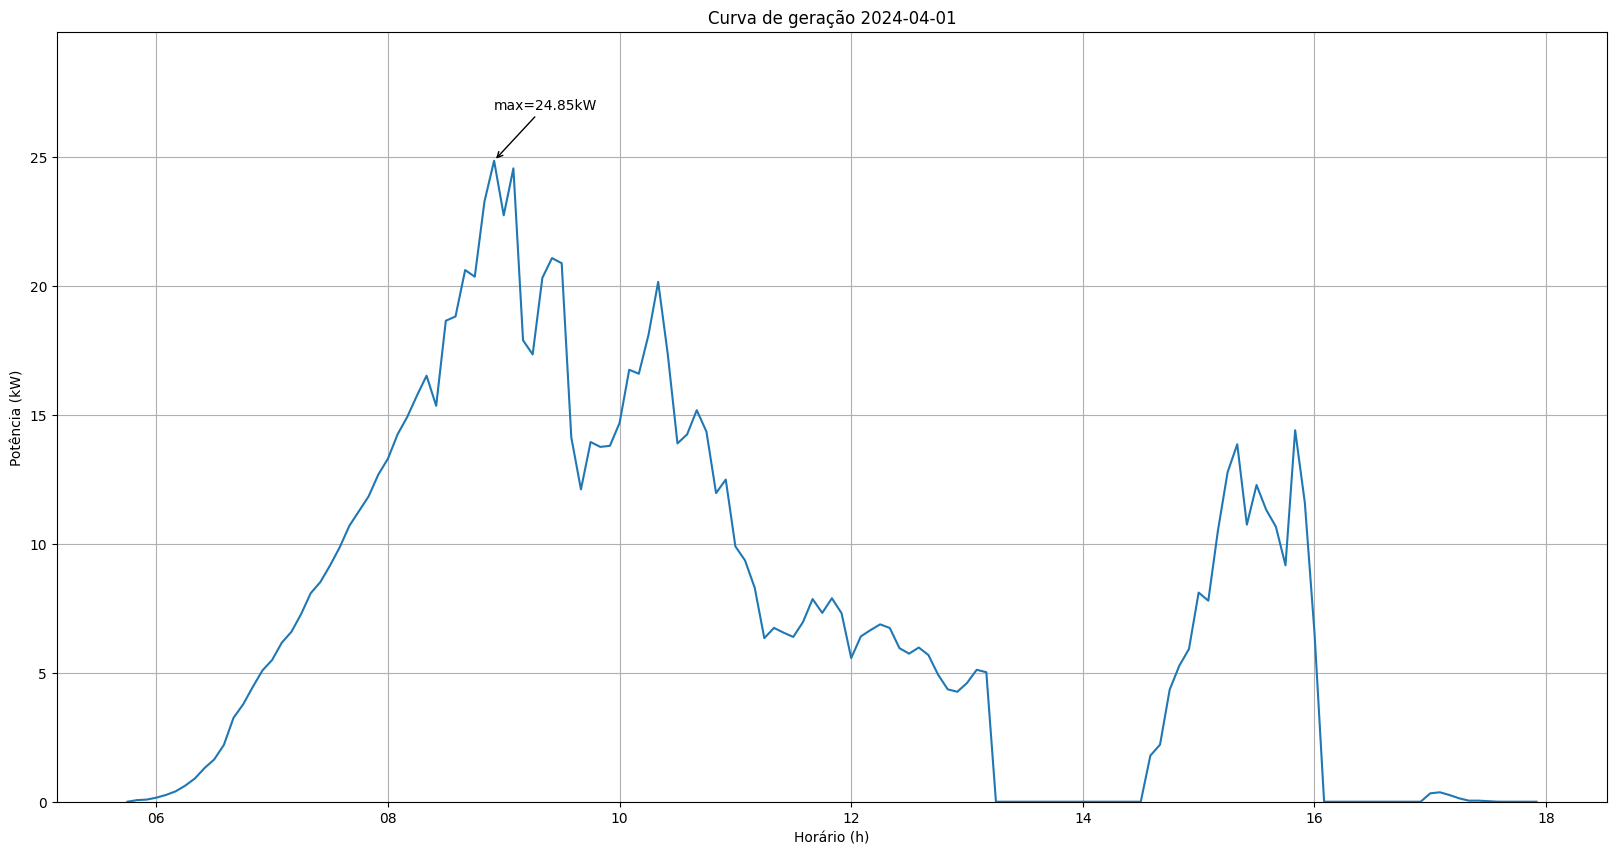 Curva de geração 2024-04-01
max=24.85kW
Potência (kW)
25
20
15
10
5
0
06 08 10 12 14 16 18
Horário (h)